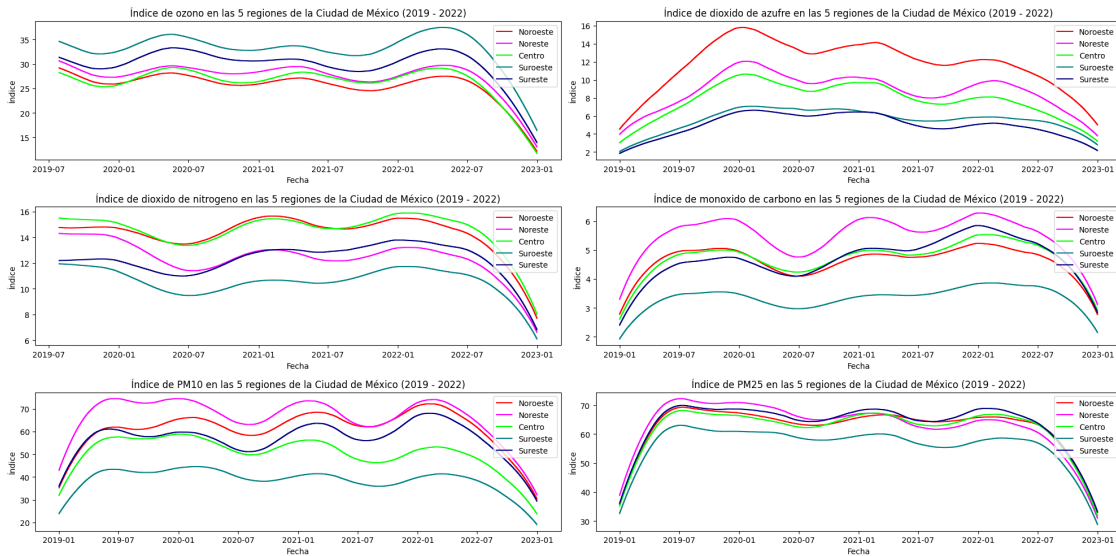 Índice de ozono en las 5 regiones de la Ciudad de México (2019 - 2022)
35
30
25
20
15
Índice
2019-07 2020-01 2020-07 2021-01 2021-07 2022-01 2022-07 2023-01
Fecha
Noroeste
Noreste
Centro
Suroeste
Sureste
Índice de dioxido de azufre en las 5 regiones de la Ciudad de México (2019 - 2022)
16
14
12
10
8
6
4
2
Índice
2019-07 2020-01 2020-07 2021-01 2021-07 2022-01 2022-07 2023-01
Fecha
Noroeste
Noreste
Centro
Suroeste
Sureste
Índice de dioxido de nitrogeno en las 5 regiones de la Ciudad de México (2019 - 2022)
16
14
12
10
8
6
Índice
2019-07 2020-01 2020-07 2021-01 2021-07 2022-01 2022-07 2023-01
Fecha
Noroeste
Noreste
Centro
Suroeste
Sureste
Índice de monoxido de carbono en las 5 regiones de la Ciudad de México (2019 - 2022)
6
5
4
3
2
Índice
2019-01 2019-07 2020-01 2020-07 2021-01 2021-07 2022-01 2022-07 2023-01
Fecha
Noroeste
Noreste
Centro
Suroeste
Sureste
Índice de PM10 en las 5 regiones de la Ciudad de México (2019 - 2022)
70
60
50
40
30
20
Índice
2019-01 2019-07 2020-01 2020-07 2021-01 2021-07 2022-01 2022-07 2023-01
Fecha
Noroeste
Noreste
Centro
Suroeste
Sureste
Índice de PM25 en las 5 regiones de la Ciudad de México (2019 - 2022)
70
60
50
40
30
Índice
2019-01 2019-07 2020-01 2020-07 2021-01 2021-07 2022-01 2022-07 2023-01
Fecha
Noroeste
Noreste
Centro
Suroeste
Sureste